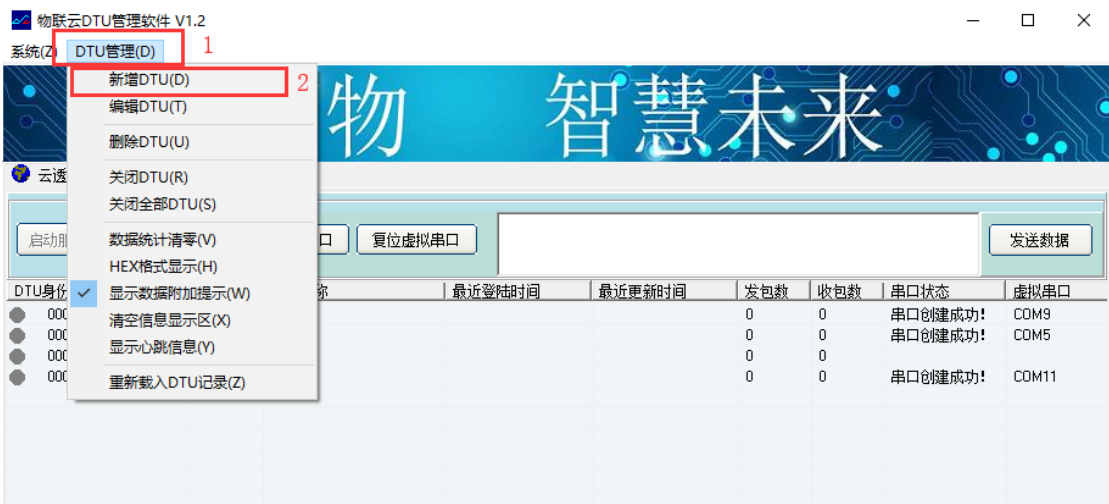 物联云DTU管理软件 V1.2
系统(Z) DTU管理(D) 1
新增DTU(D) 2
编辑DTU(T)
删除DTU(U)
关闭DTU(R)
关闭全部DTU(S)
数据统计清零(V)
HEX格式显示(H)
显示数据附加提示(W)
清空信息显示区(X)
显示心跳信息(Y)
重新载入DTU记录(Z)
物 智慧未来
云透
启动 口 复位虚拟串口 发送数据
DTU身份 称 最近登陆时间 最近更新时间 发包数 收包数 串口状态 虚拟串口
000 0 0 串口创建成功! COM9
000 0 0 串口创建成功! COM5
000 0 0
000 0 0 串口创建成功! COM11